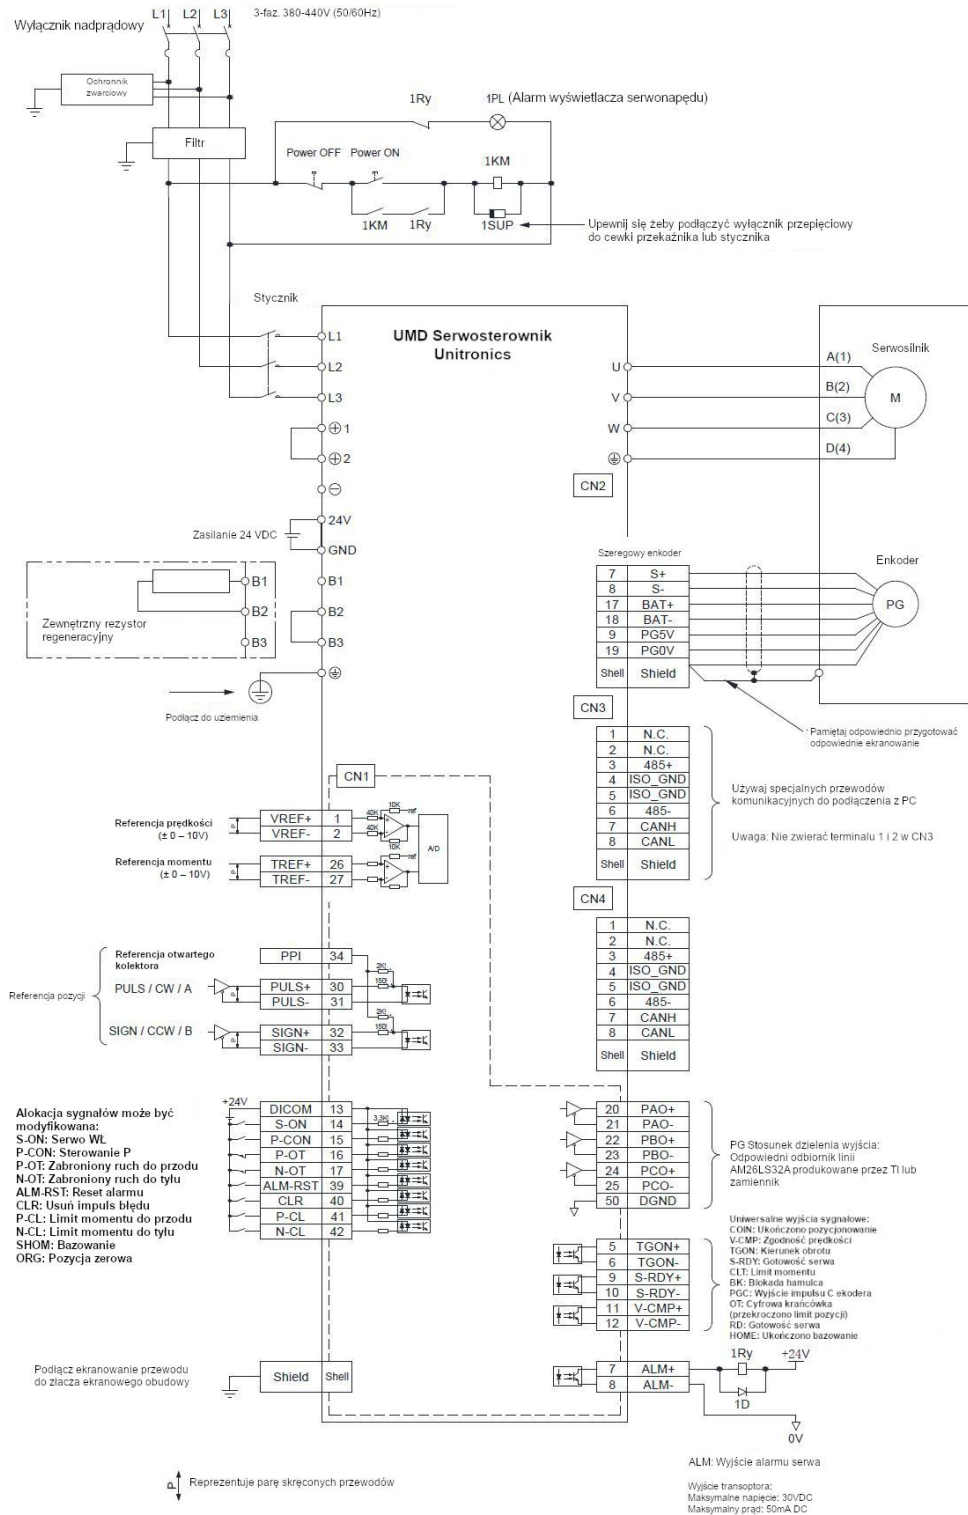 L1 L2 L3 3-faz. 380-440V (50/60Hz)
Wyłącznik nadprądowy
Ochronnik
zwarciowy
Filtr
1Ry 1PL (Alarm wyświetlacza serwonapędu)
Power OFF Power ON
1KM
1KM 1Ry 1SUP
Upewnij się żeby podłączyć wyłącznik przepięciowy
do cewki przekaźnika lub stycznika
Stycznik
UMD Serwosterownik
Unitronics
L1
L2
L3
1
2
24V
Zasilanie 24 VDC
GND
B1
B2
B3
B1
B2
B3
Zewnętrzny rezystor
regeneracyjny
Podłącz do uziemienia
U
V
W
A(1)
B(2)
C(3)
D(4)
Serwosilnik
M
CN2
Szeregowy enkoder
7 S+
8 S-
17 BAT+
18 BAT-
9 PG5V
19 PG0V
Shell Shield
Enkoder
PG
Pamiętaj odpowiednio przygotować
odpowiednie ekranowanie
CN3
1 N.C.
2 N.C.
3 485+
4 ISO_GND
5 ISO_GND
6 485-
7 CANH
8 CANL
Shell Shield
Używaj specjalnych przewodów
komunikacyjnych do podłączenia z PC
Uwaga: Nie zwierać terminalu 1 i 2 w CN3
CN4
1 N.C.
2 N.C.
3 485+
4 ISO_GND
5 ISO_GND
6 485-
7 CANH
8 CANL
Shell Shield
CN1
Referencja prędkości
(± 0 – 10V)
P
VREF+ 1
VREF- 2
40K
40K
10K
ref
10K
ref
A/D
Referencja momentu
(± 0 – 10V)
P
TREF+ 26
TREF- 27
Referencja pozycji
Referencja otwartego
kolektora
PPI 34
PULS / CW / A
P
PULS+ 30
PULS- 31
2K!
150!
SIGN / CCW / B
P
SIGN+ 32
SIGN- 33
2K!
150!
+24V
DICOM 13
S-ON 14
P-CON 15
P-OT 16
N-OT 17
ALM-RST 39
CLR 40
P-CL 41
N-CL 42
3.3K!
Alokacja sygnałów może być
modyfikowana:
S-ON: Serwo WŁ
P-CON: Sterowanie P
P-OT: Zabroniony ruch do przodu
N-OT: Zabroniony ruch do tyłu
ALM-RST: Reset alarmu
CLR: Usuń impuls błędu
P-CL: Limit momentu do przodu
N-CL: Limit momentu do tyłu
SHOM: Bazowanie
ORG: Pozycja zerowa
20 PAO+
21 PAO-
22 PBO+
23 PBO-
24 PCO+
25 PCO-
50 DGND
PG Stosunek dzielenia wyjścia:
Odpowiedni odbiornik linii
AM26LS32A produkowane przez TI lub
zamiennik
5 TGON+
6 TGON-
9 S-RDY+
10 S-RDY-
11 V-CMP+
12 V-CMP-
Uniwersalne wyjścia sygnałowe:
COIN: Ukończono pozycjonowanie
V-CMP: Zgodność prędkości
TGON: Kierunek obrotu
S-RDY: Gotowość serwa
CLT: Limit momentu
BK: Blokada hamulca
PGC: Wyjście impulsu C ekodera
OT: Cyfrowa krańcówka
(przekroczono limit pozycji)
RD: Gotowość serwa
HOME: Ukończono bazowanie
Podłącz ekranowanie przewodu
do złącza ekranowego obudowy
Shield Shell
7 ALM+
8 ALM-
1Ry +24V
1D
0V
ALM: Wyjście alarmu serwa
P Reprezentuje parę skręconych przewodów
Wyjście transoptora:
Maksymalne napięcie: 30VDC
Maksymalny prąd: 50mA DC